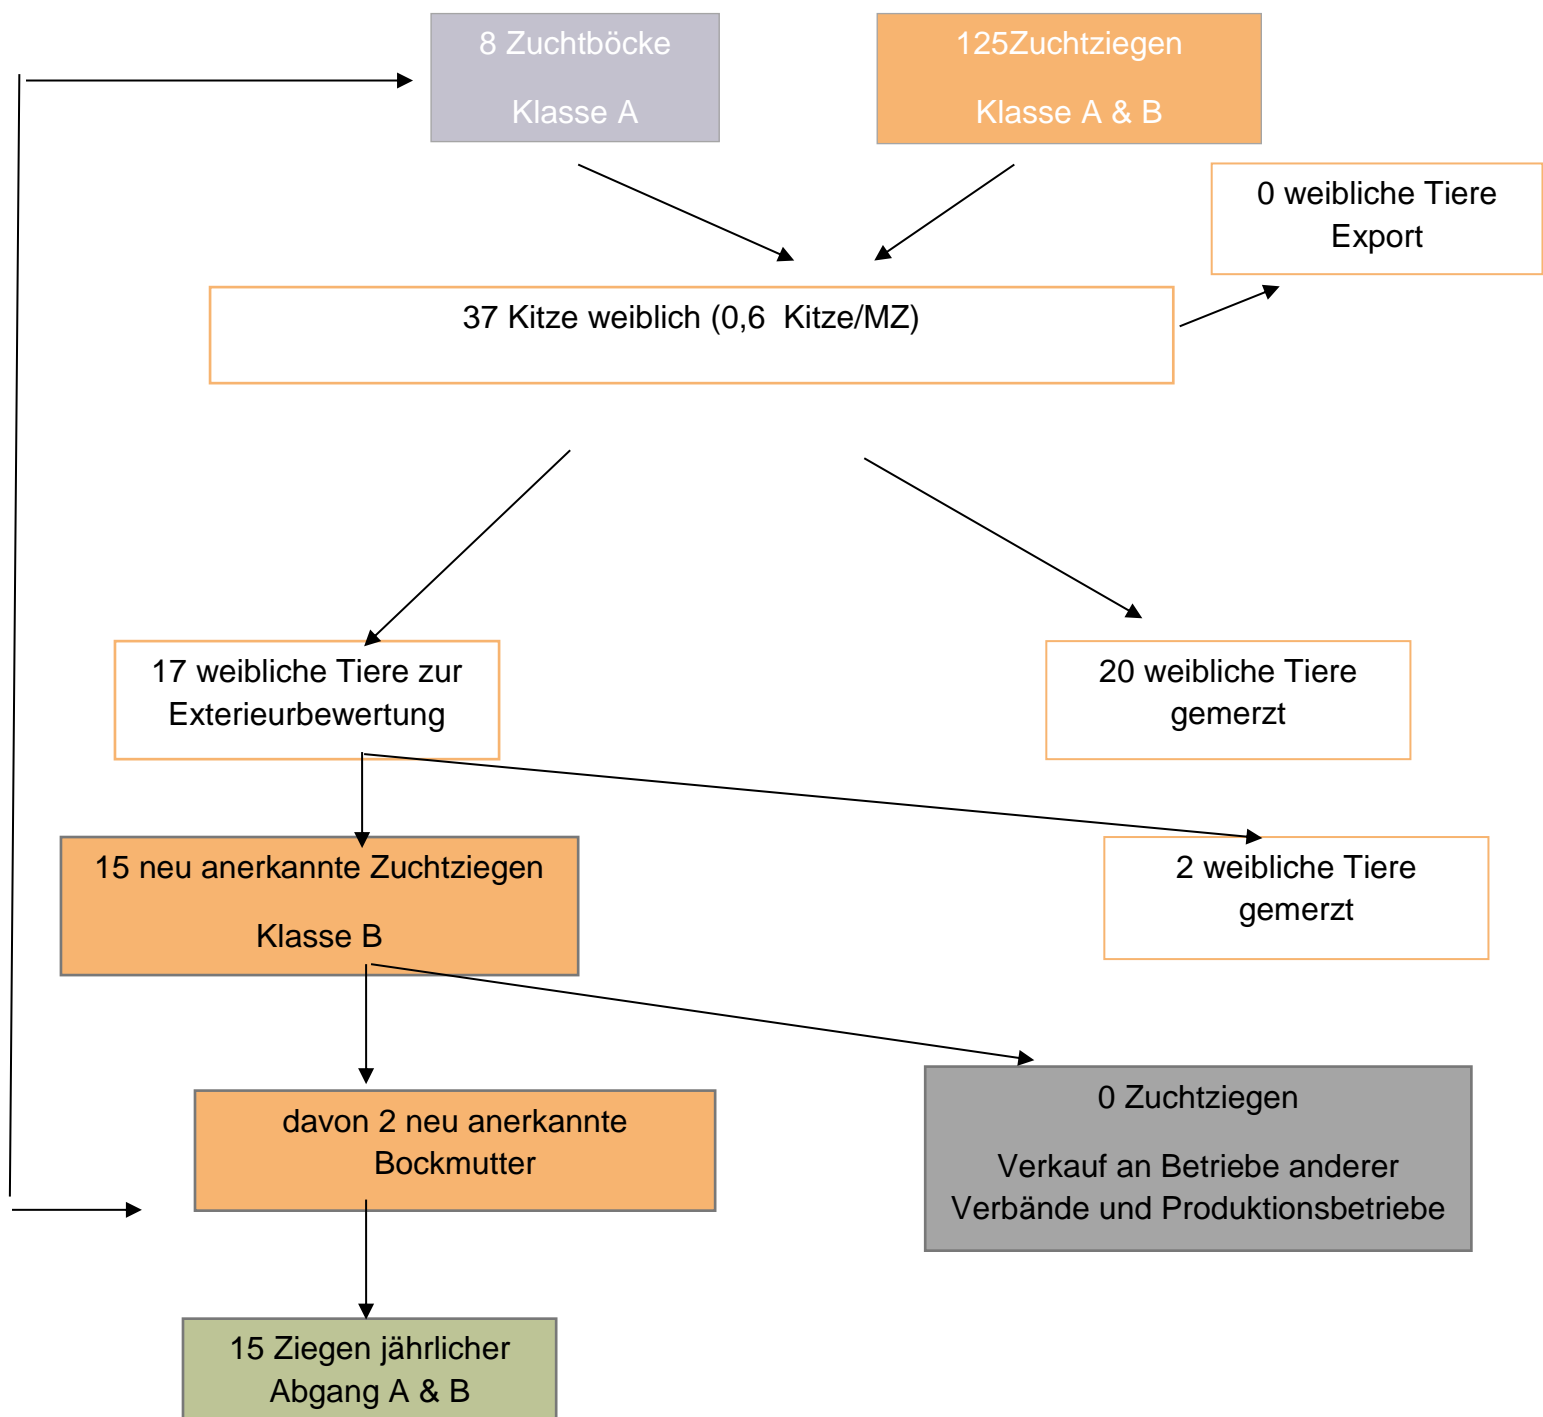 8 Zuchtböcke
Klasse A
125Zuchtziegen
Klasse A & B
0 weibliche Tiere
Export
37 Kitze weiblich (0,6  Kitze/MZ)
17 weibliche Tiere zur
Exterieurbewertung
20 weibliche Tiere
gemerzt
15 neu anerkannte Zuchtziegen
Klasse B
2 weibliche Tiere
gemerzt
davon 2 neu anerkannte
Bockmutter
0 Zuchtziegen
Verkauf an Betriebe anderer
Verbände und Produktionsbetriebe
15 Ziegen jährlicher
Abgang A & B